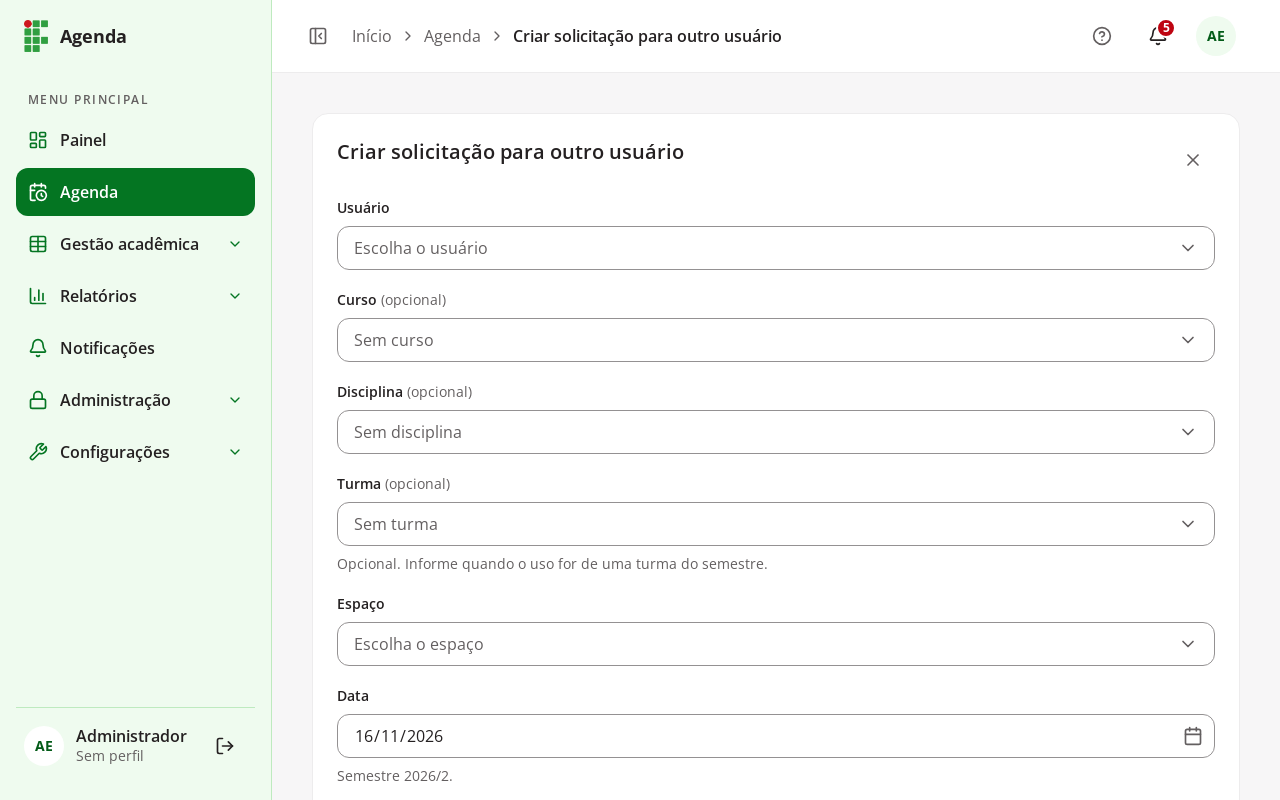 Agenda
MENU PRINCIPAL
Painel
Agenda
Gestão acadêmica
Relatórios
Notificações
Administração
Configurações
AE
Administrador
Sem perfil
Início
Agenda
Criar solicitação para outro usuário
5
AE
Criar solicitação para outro usuário
Usuário
Escolha o usuário
Curso (opcional)
Sem curso
Disciplina (opcional)
Sem disciplina
Turma (opcional)
Sem turma
Opcional. Informe quando o uso for de uma turma do semestre.
Espaço
Escolha o espaço
Data
16/11/2026
Semestre 2026/2.